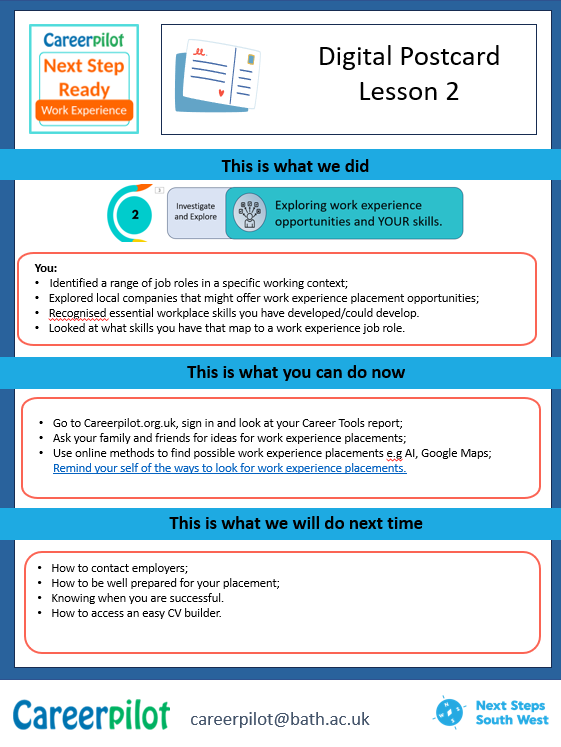 Careerpilot
Next Step
Ready
Work Experience
Digital Postcard
Lesson 2
This is what we did
2
Investigate
and Explore
Exploring work experience
opportunities and YOUR skills.
You:
• Identified a range of job roles in a specific working context;
• Explored local companies that might offer work experience placement opportunities;
• Recognised essential workplace skills you have developed/could develop.
• Looked at what skills you have that map to a work experience job role.
This is what you can do now
• Go to Careerpilot.org.uk, sign in and look at your Career Tools report;
• Ask your family and friends for ideas for work experience placements;
• Use online methods to find possible work experience placements e.g AI, Google Maps;
Remind your self of the ways to look for work experience placements.
This is what we will do next time
• How to contact employers;
• How to be well prepared for your placement;
• Knowing when you are successful.
• How to access an easy CV builder.
Careerpilot
careerpilot@bath.ac.uk
Next Steps
South West